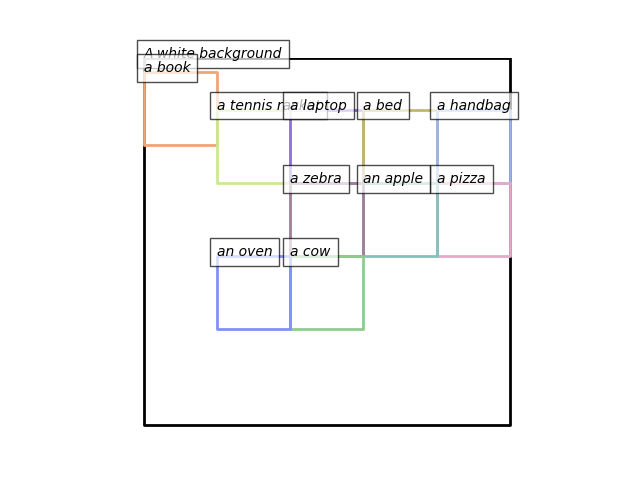 A white background
a book
a tennis racket
a laptop
a bed
a handbag
a zebra
an apple
a pizza
an oven
a cow